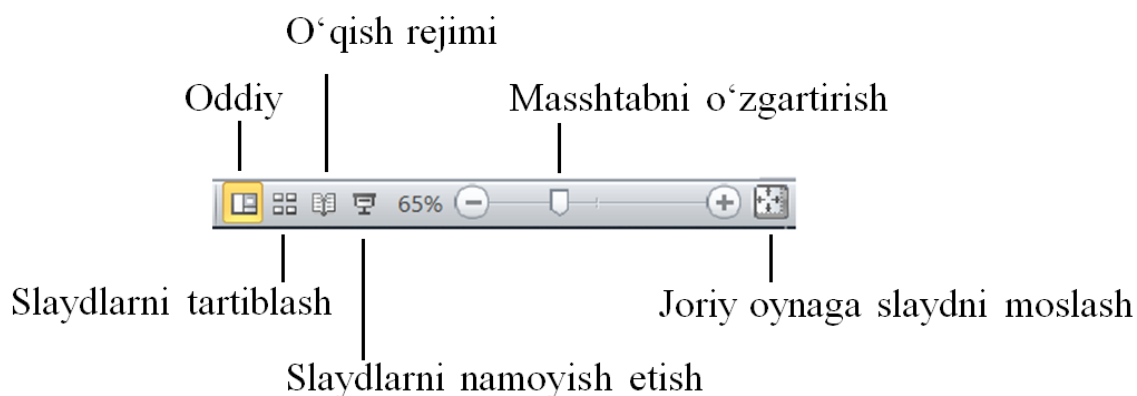 O‘qish rejimi
Oddiy
Masshtabni o‘zgartirish
65%
Slaydlarni tartiblash
Joriy oynaga slaydni moslash
Slaydlarni namoyish etish